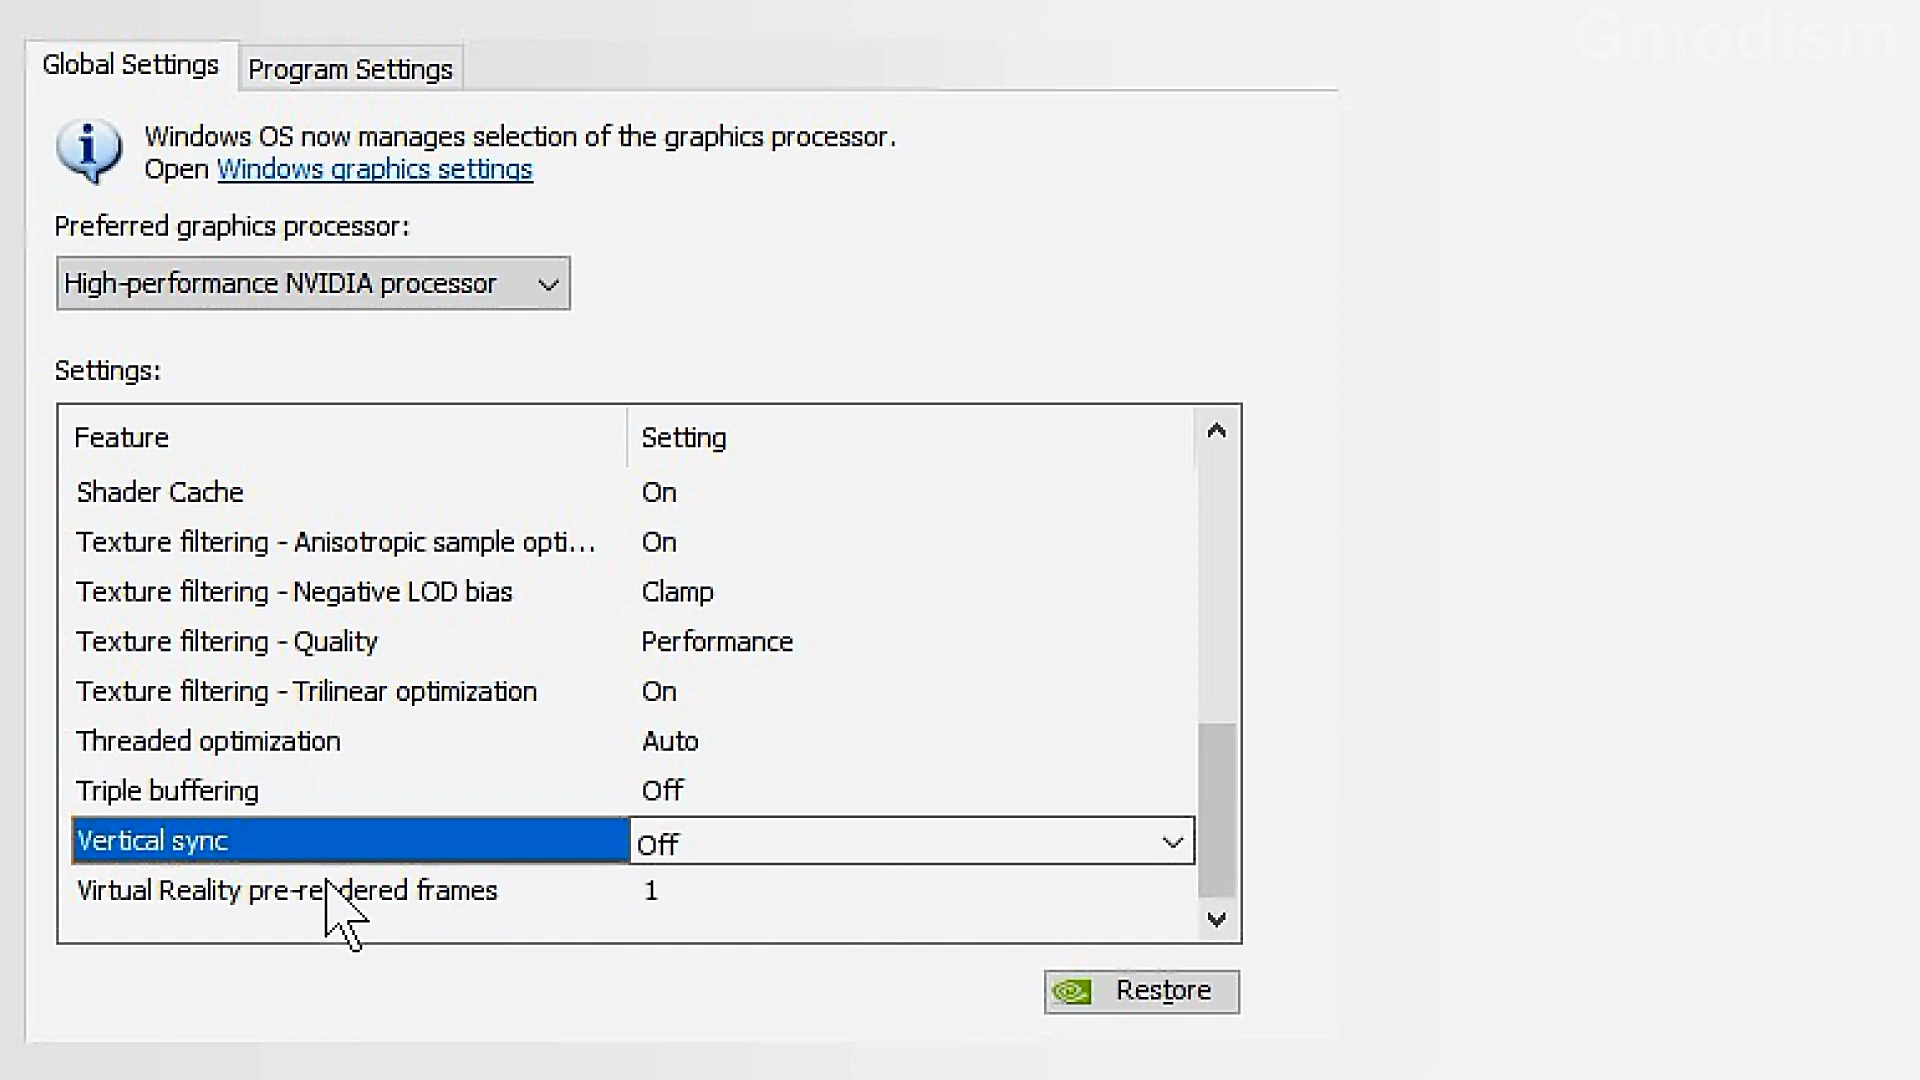 Gmodism
Global Settings
Program Settings
Windows OS now manages selection of the graphics processor.
Open Windows graphics settings
Preferred graphics processor:
High-performance NVIDIA processor
Settings:
Feature Setting
Shader Cache On
Texture filtering - Anisotropic sample opti... On
Texture filtering - Negative LOD bias Clamp
Texture filtering - Quality Performance
Texture filtering - Trilinear optimization On
Threaded optimization Auto
Triple buffering Off
Vertical sync Off
Virtual Reality pre-rendered frames 1
Restore